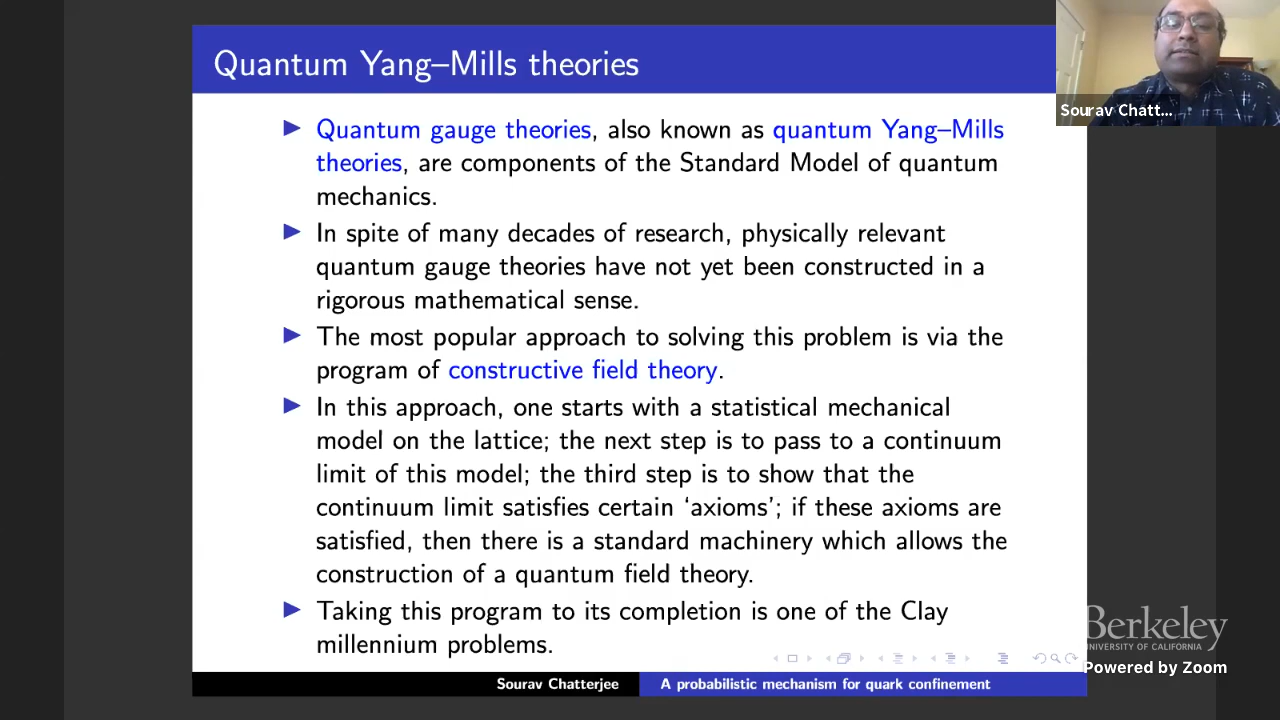 Quantum Yang–Mills theories
Sourav Chatt...
▶ Quantum gauge theories, also known as quantum Yang–Mills
theories, are components of the Standard Model of quantum
mechanics.
▶ In spite of many decades of research, physically relevant
quantum gauge theories have not yet been constructed in a
rigorous mathematical sense.
▶ The most popular approach to solving this problem is via the
program of constructive field theory.
▶ In this approach, one starts with a statistical mechanical
model on the lattice; the next step is to pass to a continuum
limit of this model; the third step is to show that the
continuum limit satisfies certain ‘axioms’; if these axioms are
satisfied, then there is a standard machinery which allows the
construction of a quantum field theory.
▶ Taking this program to its completion is one of the Clay
millennium problems.
Berkeley
UNIVERSITY OF CALIFORNIA
Powered by Zoom
Sourav Chatterjee
A probabilistic mechanism for quark confinement